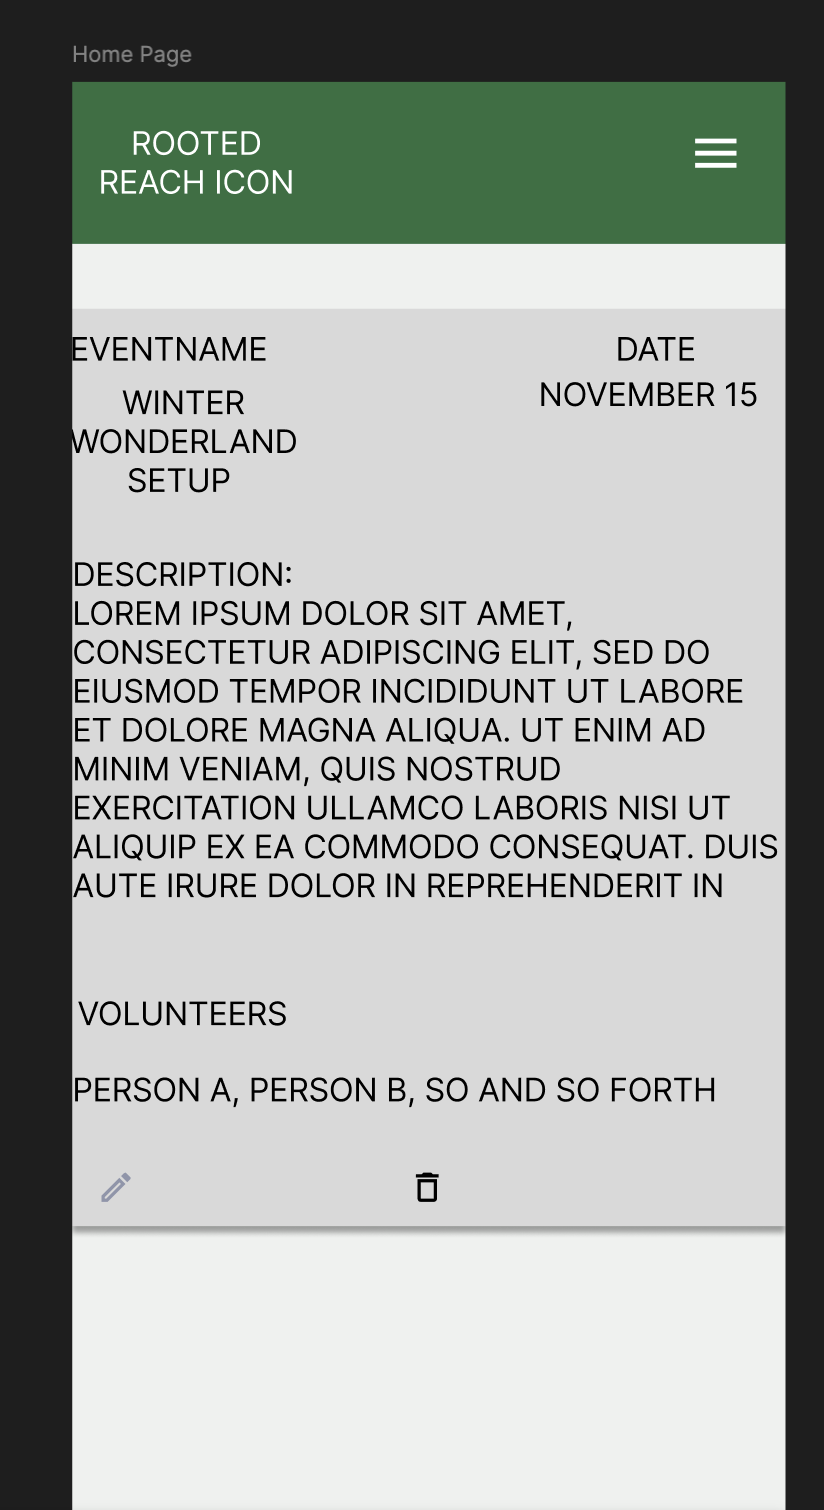 Home Page
ROOTED
REACH ICON
EVENTNAME
DATE
WINTER
WONDERLAND
SETUP
NOVEMBER 15
DESCRIPTION:
LOREM IPSUM DOLOR SIT AMET,
CONSECTETUR ADIPISCING ELIT, SED DO
EIUSMOD TEMPOR INCIDIDUNT UT LABORE
ET DOLORE MAGNA ALIQUA. UT ENIM AD
MINIM VENIAM, QUIS NOSTRUD
EXERCITATION ULLAMCO LABORIS NISI UT
ALIQUIP EX EA COMMODO CONSEQUAT. DUIS
AUTE IRURE DOLOR IN REPREHENDERIT IN
VOLUNTEERS
PERSON A, PERSON B, SO AND SO FORTH